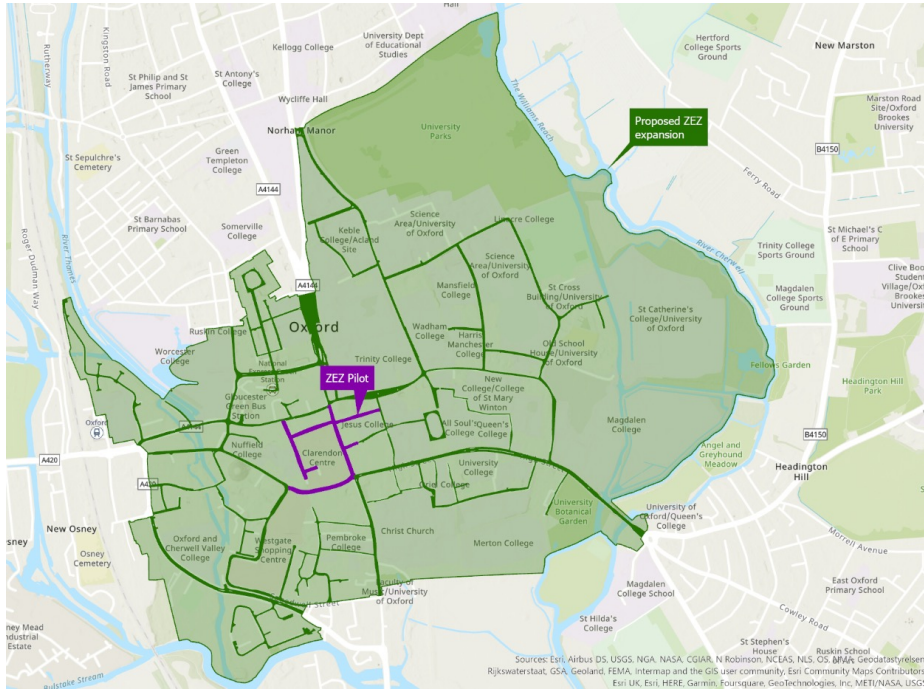 Hall
University Dept
of Educational
Studies
Hertford
College Sports
Ground
New Marston
Rutherway
Kingston Road
Kellogg College
St Philip and St
James Primary
School
St Antony's
College
Wycliffe Hall
The Williams Reach
Marston Road
Site/Oxford
Brookes
University
Norham Manor
University
Parks
Proposed ZEZ
expansion
B4150
Green
Templeton
College
St Sepulchre's
Cemetery
A4144
Ferry Road
St Barnabas
Primary School
Somerville
College
Keble
College/Acland
Site
Science
Area/University
of Oxford
Linacre College
St Michael's C
of E Primary
School
Roger Dudman Way
River Thames
River Cherwell
Trinity College
Sports Ground
Science
Area/University
of Oxford
Mansfield
College
St Cross
Building/University
of Oxford
Magdalen
College Sports
Ground
Clive Boo
Student
Village/Ox
Brookes
Universit
A4144
St Catherine's
College/University
of Oxford
Ruskin College
Oxford
Wadham
College
Harris
Manchester
College
Old School
House/University
of Oxford
Worcester
College
National
Station
Trinity College
Fellows Garden
Headington Hill
Park
ZEZ Pilot
New
College/College
of St Mary
Winton
Gloucester
Green Bus
Station
Jesus College
All Soul's
College
Queen's
College
Magdalen
College
Oxford
Nuffield
College
Clarendon
Centre
Angel and
Greyhound
Meadow
B4150
A420
Headington
Hill
University
College
Oriel College
A420
University
Botanical
Garden
University of
Oxford/Queen's
College
New Osney
Osney
Cemetery
sney
Oxford and
Cherwell Valley
College
Westgate
Shopping
Centre
Pembroke
College
Christ Church
Merton College
Morrell Avenue
Magdalen
College School
East Oxford
Primary School
Faculty of
Music/University
of Oxford
Street
St Hilda's
College
Cowley Road
ney Mead
ndustrial
Estate
St Stephen's
House
Ruskin
School
Bulstake Stream
Sources: Esri, Airbus DS, USGS, NGA, NASA, CGIAR, N Robinson, NCEAS, NLS, OS, NMA, Geodatastyrelsen,
Rijkswaterstaat, GSA, Geoland, FEMA, Intermap and the GIS user community, Esri Community Maps Contributors,
Esri UK, Esri, HERE, Garmin, Foursquare, GeoTechnologies, Inc, METI/NASA, USGS